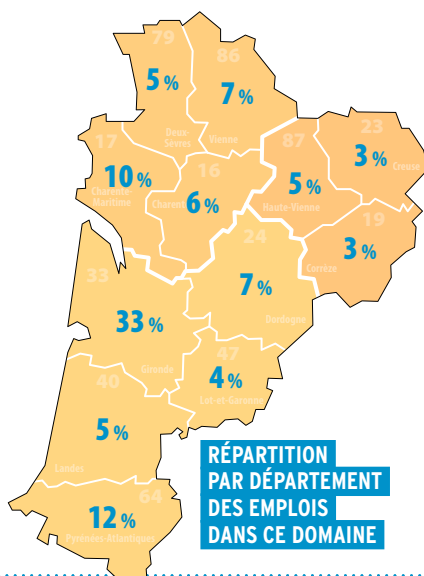 79
5 %
Deux-
Sèvres
86
7 %
Vienne
17
10 %
Charente-
Maritime
16
6 %
Charente
87
5 %
Haute-Vienne
23
3 %
Creuse
19
3 %
Corrèze
24
7 %
Dordogne
33
33 %
Gironde
47
4 %
Lot-et-Garonne
40
5 %
Landes
64
12 %
Pyrénées-Atlantiques
RÉPARTITION
PAR DÉPARTEMENT
DES EMPLOIS
DANS CE DOMAINE